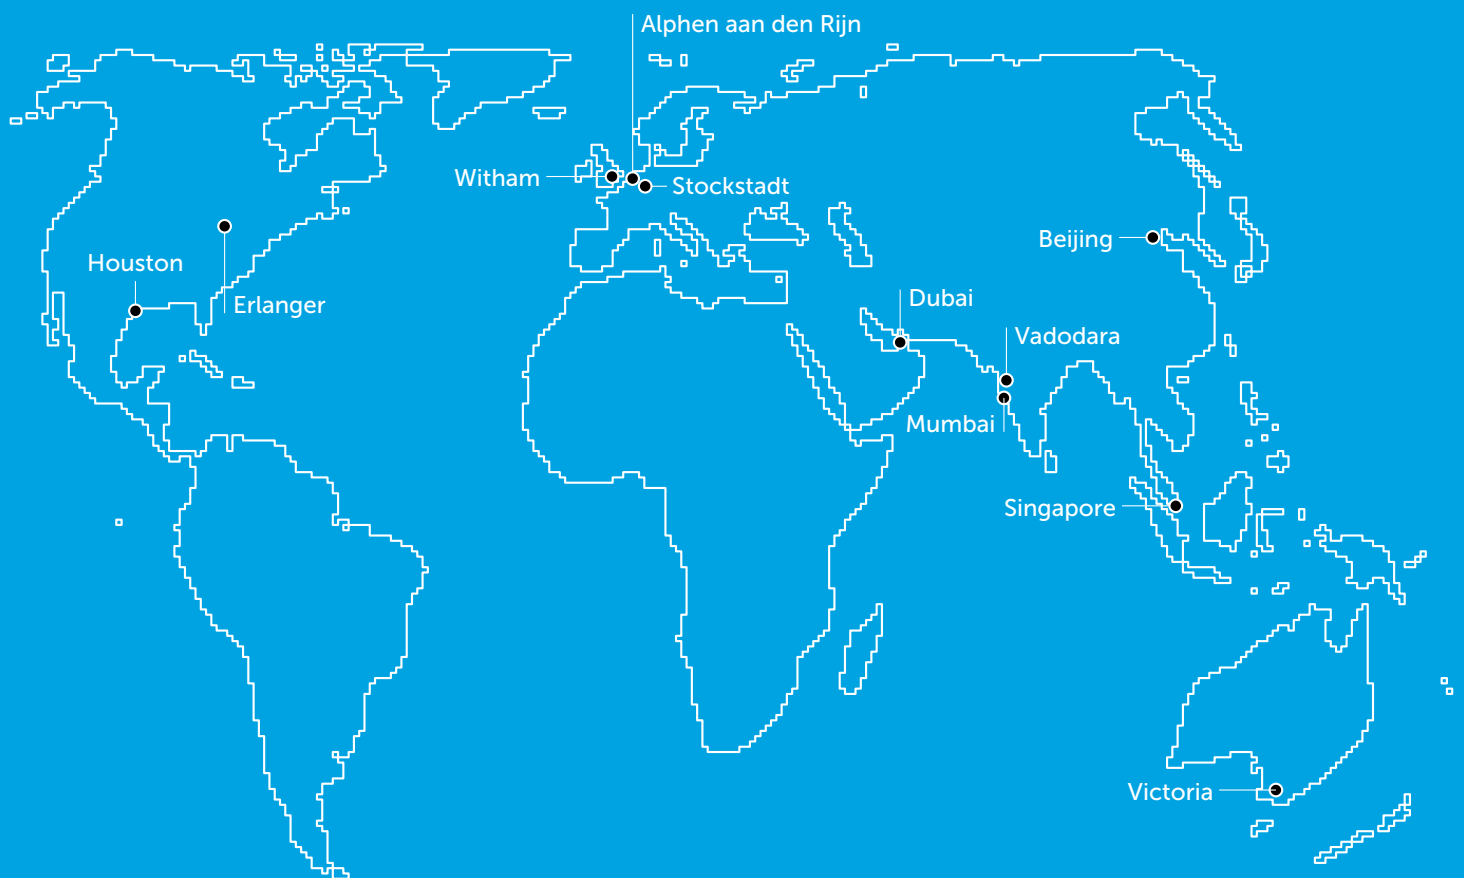 Alphen aan den Rijn
Witham
Stockstadt
Beijing
Houston
Erlanger
Dubai
Vadodara
Mumbai
Singapore
Victoria